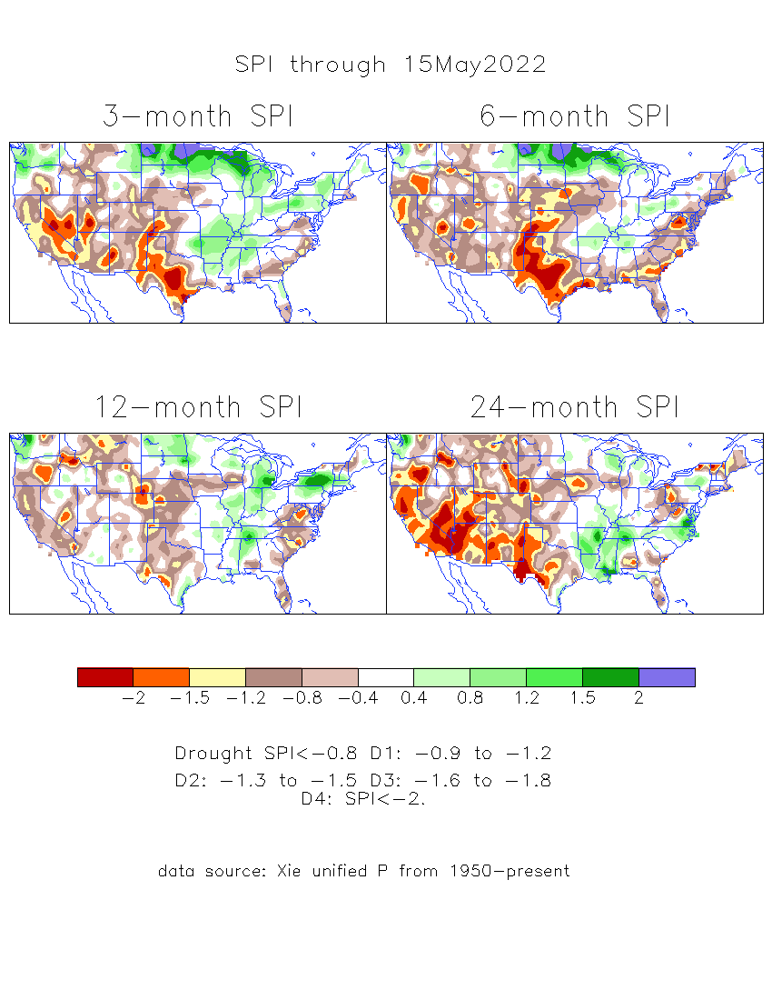 SPI through 15May2022
3-month SPI
6-month SPI
12-month SPI
24-month SPI
-2 -1.5 -1.2 -0.8 -0.4 0.4 0.8 1.2 1.5 2
Drought SPI<-0.8 D1: -0.9 to -1.2
D2: -1.3 to -1.5 D3: -1.6 to -1.8
D4: SPI<-2.
data source: Xie unified P from 1950-present